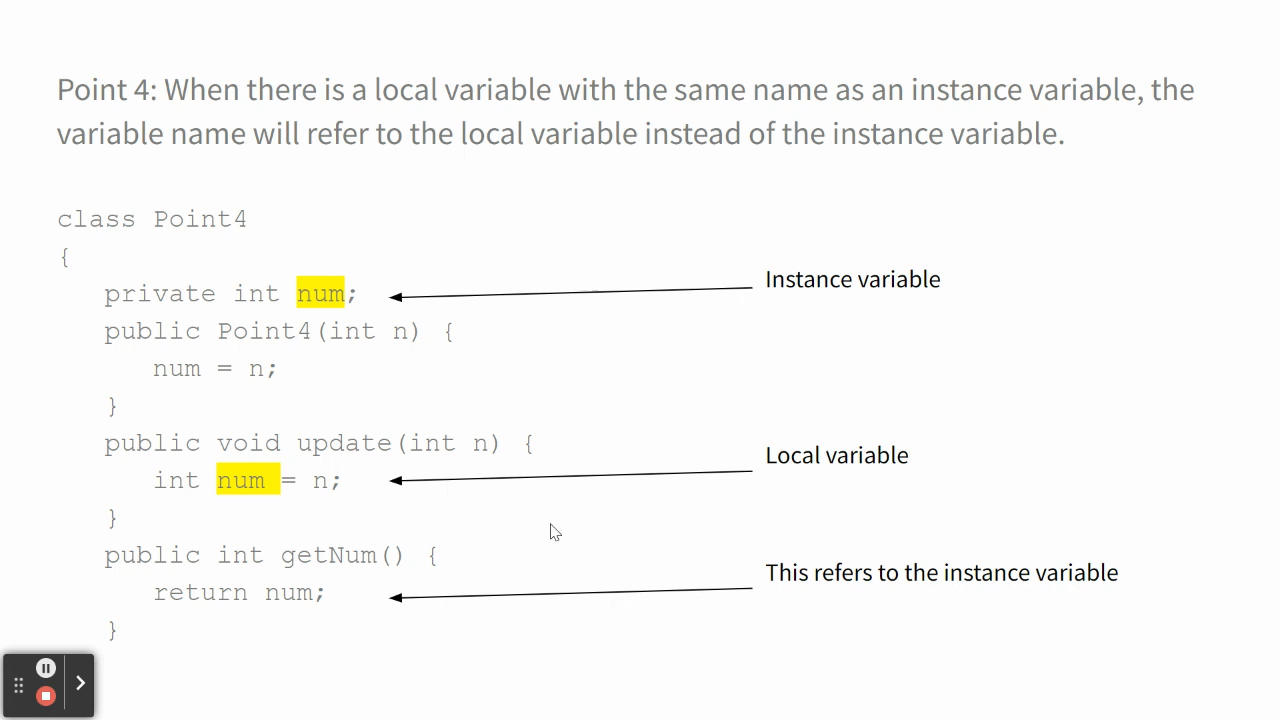 Point 4: When there is a local variable with the same name as an instance variable, the
variable name will refer to the local variable instead of the instance variable.
class Point4
{
private int num;
Instance variable
public Point4(int n) {
num = n;
}
public void update(int n) {
Local variable
int num = n;
}
public int getNum() {
This refers to the instance variable
return num;
}